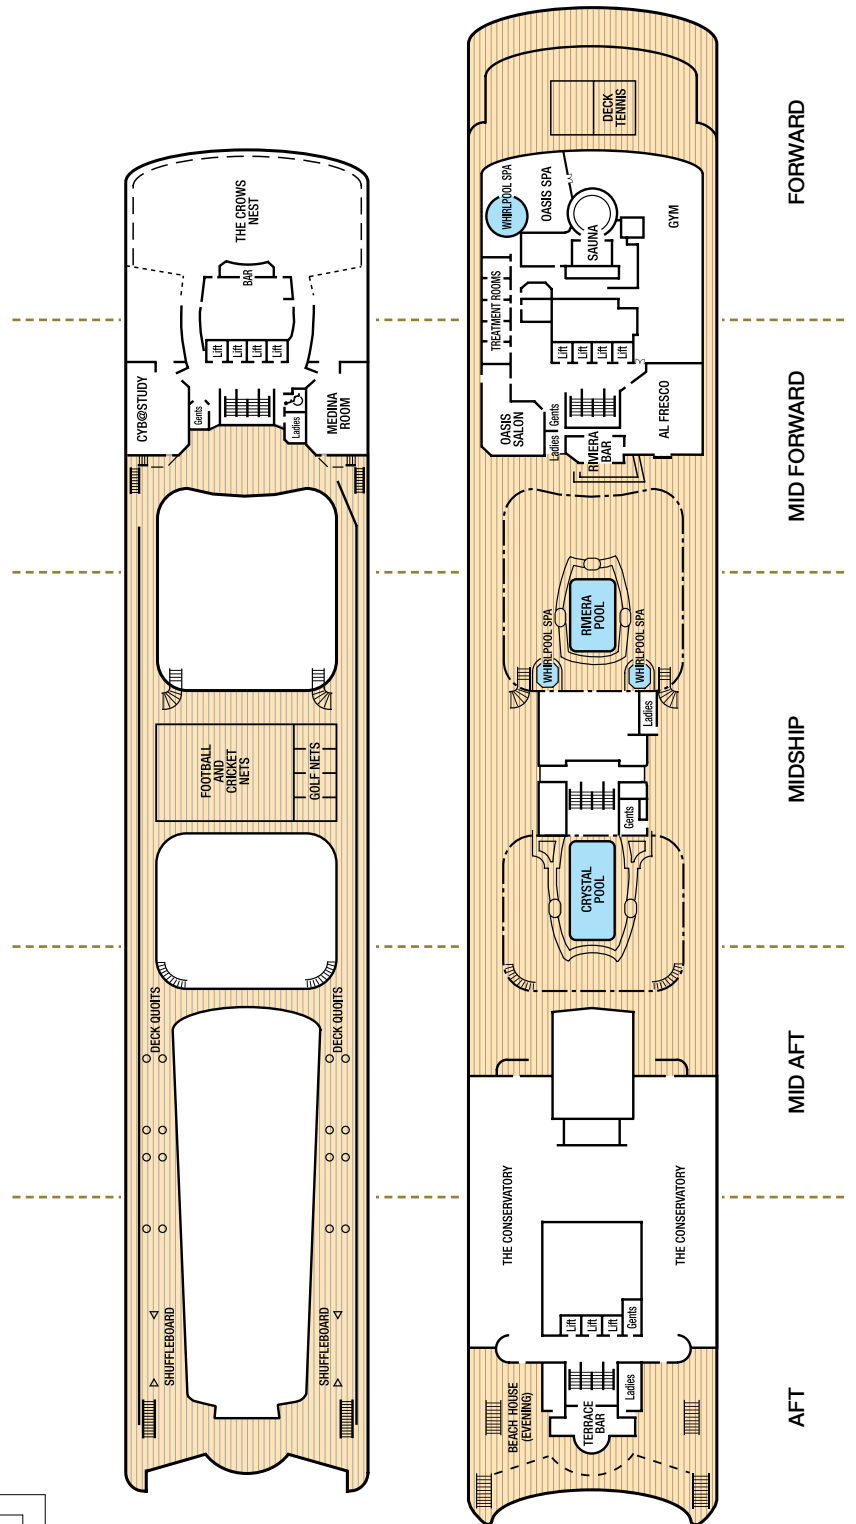 THE CROWS
NEST
BAR
Lift
Lift
Lift
Lift
CYB@STUDY
Gents
Ladies
MEDINA
ROOM
FOOTBALL
AND
CRICKET
NETS
GOLF NETS
DECK QUOITS
DECK QUOITS
SHUFFLEBOARD
SHUFFLEBOARD
DECK
TENNIS
WHIRLPOOL SPA
OASIS SPA
SAUNA
GYM
TREATMENT ROOMS
Lift
Lift
Lift
Lift
OASIS
SALON
Ladies
Gents
RIVIERA
BAR
AL FRESCO
RIVIERA
POOL
WHIRLPOOL SPA
WHIRLPOOL SPA
Ladies
Gents
CRYSTAL
POOL
THE CONSERVATORY
THE CONSERVATORY
Lift
Lift
Lift
Gents
BEACH HOUSE
(EVENING)
TERRACE
BAR
Ladies
FORWARD
MID FORWARD
MIDSHIP
MID AFT
AFT